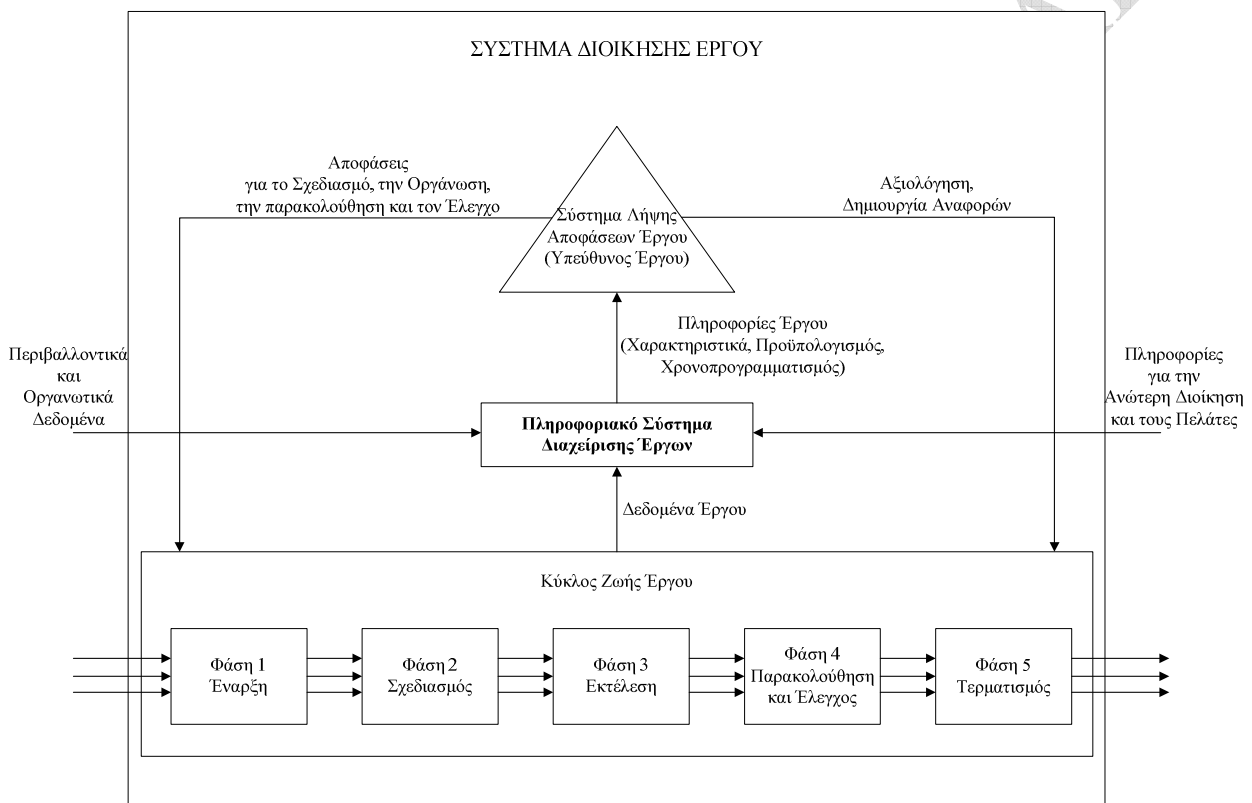 ΣΥΣΤΗΜΑ ΔΙΟΙΚΗΣΗΣ ΕΡΓΟΥ
Αποφάσεις
για το Σχεδιασμό, την Οργάνωση,
την παρακολούθηση και τον Έλεγχο
Σύστημα Λήψης
Αποφάσεων Έργου
(Υπεύθυνος Έργου)
Αξιολόγηση,
Δημιουργία Αναφορών
Πληροφορίες Έργου
(Χαρακτηριστικά, Προϋπολογισμός,
Χρονοπρογραμματισμός)
Περιβαλλοντικά
και
Οργανωτικά
Δεδομένα
Πληροφοριακό Σύστημα
Διαχείρισης Έργων
Πληροφορίες
για την
Ανώτερη Διοίκηση
και τους Πελάτες
Δεδομένα Έργου
Κύκλος Ζωής Έργου
Φάση 1
Έναρξη
Φάση 2
Σχεδιασμός
Φάση 3
Εκτέλεση
Φάση 4
Παρακολούθηση
και Έλεγχος
Φάση 5
Τερματισμός